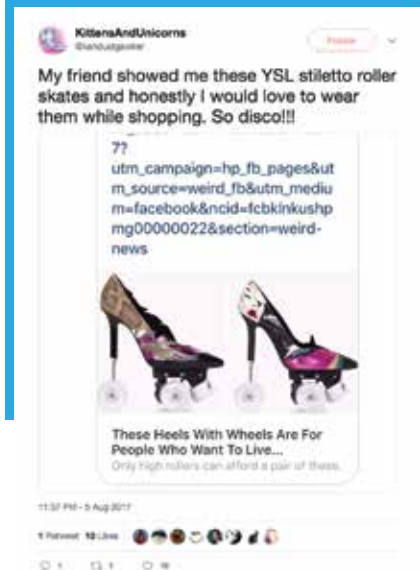 KittensAndUnicorns
Follow
My friend showed me these YSL stiletto roller
skates and honestly I would love to wear
them while shopping. So disco!!!
7?
utm_campaign=hp_fb_pages&ut
m_source=weird_fb&utm_mediu
m=facebook&ncid=fcbklnkushp
mg00000022&section=weird-
news
These Heels With Wheels Are For
People Who Want To Live...
Only high rollers can afford a pair of these.
11:37 PM - 5 Aug 2017
1 Retweet 10 Likes
1 1 10